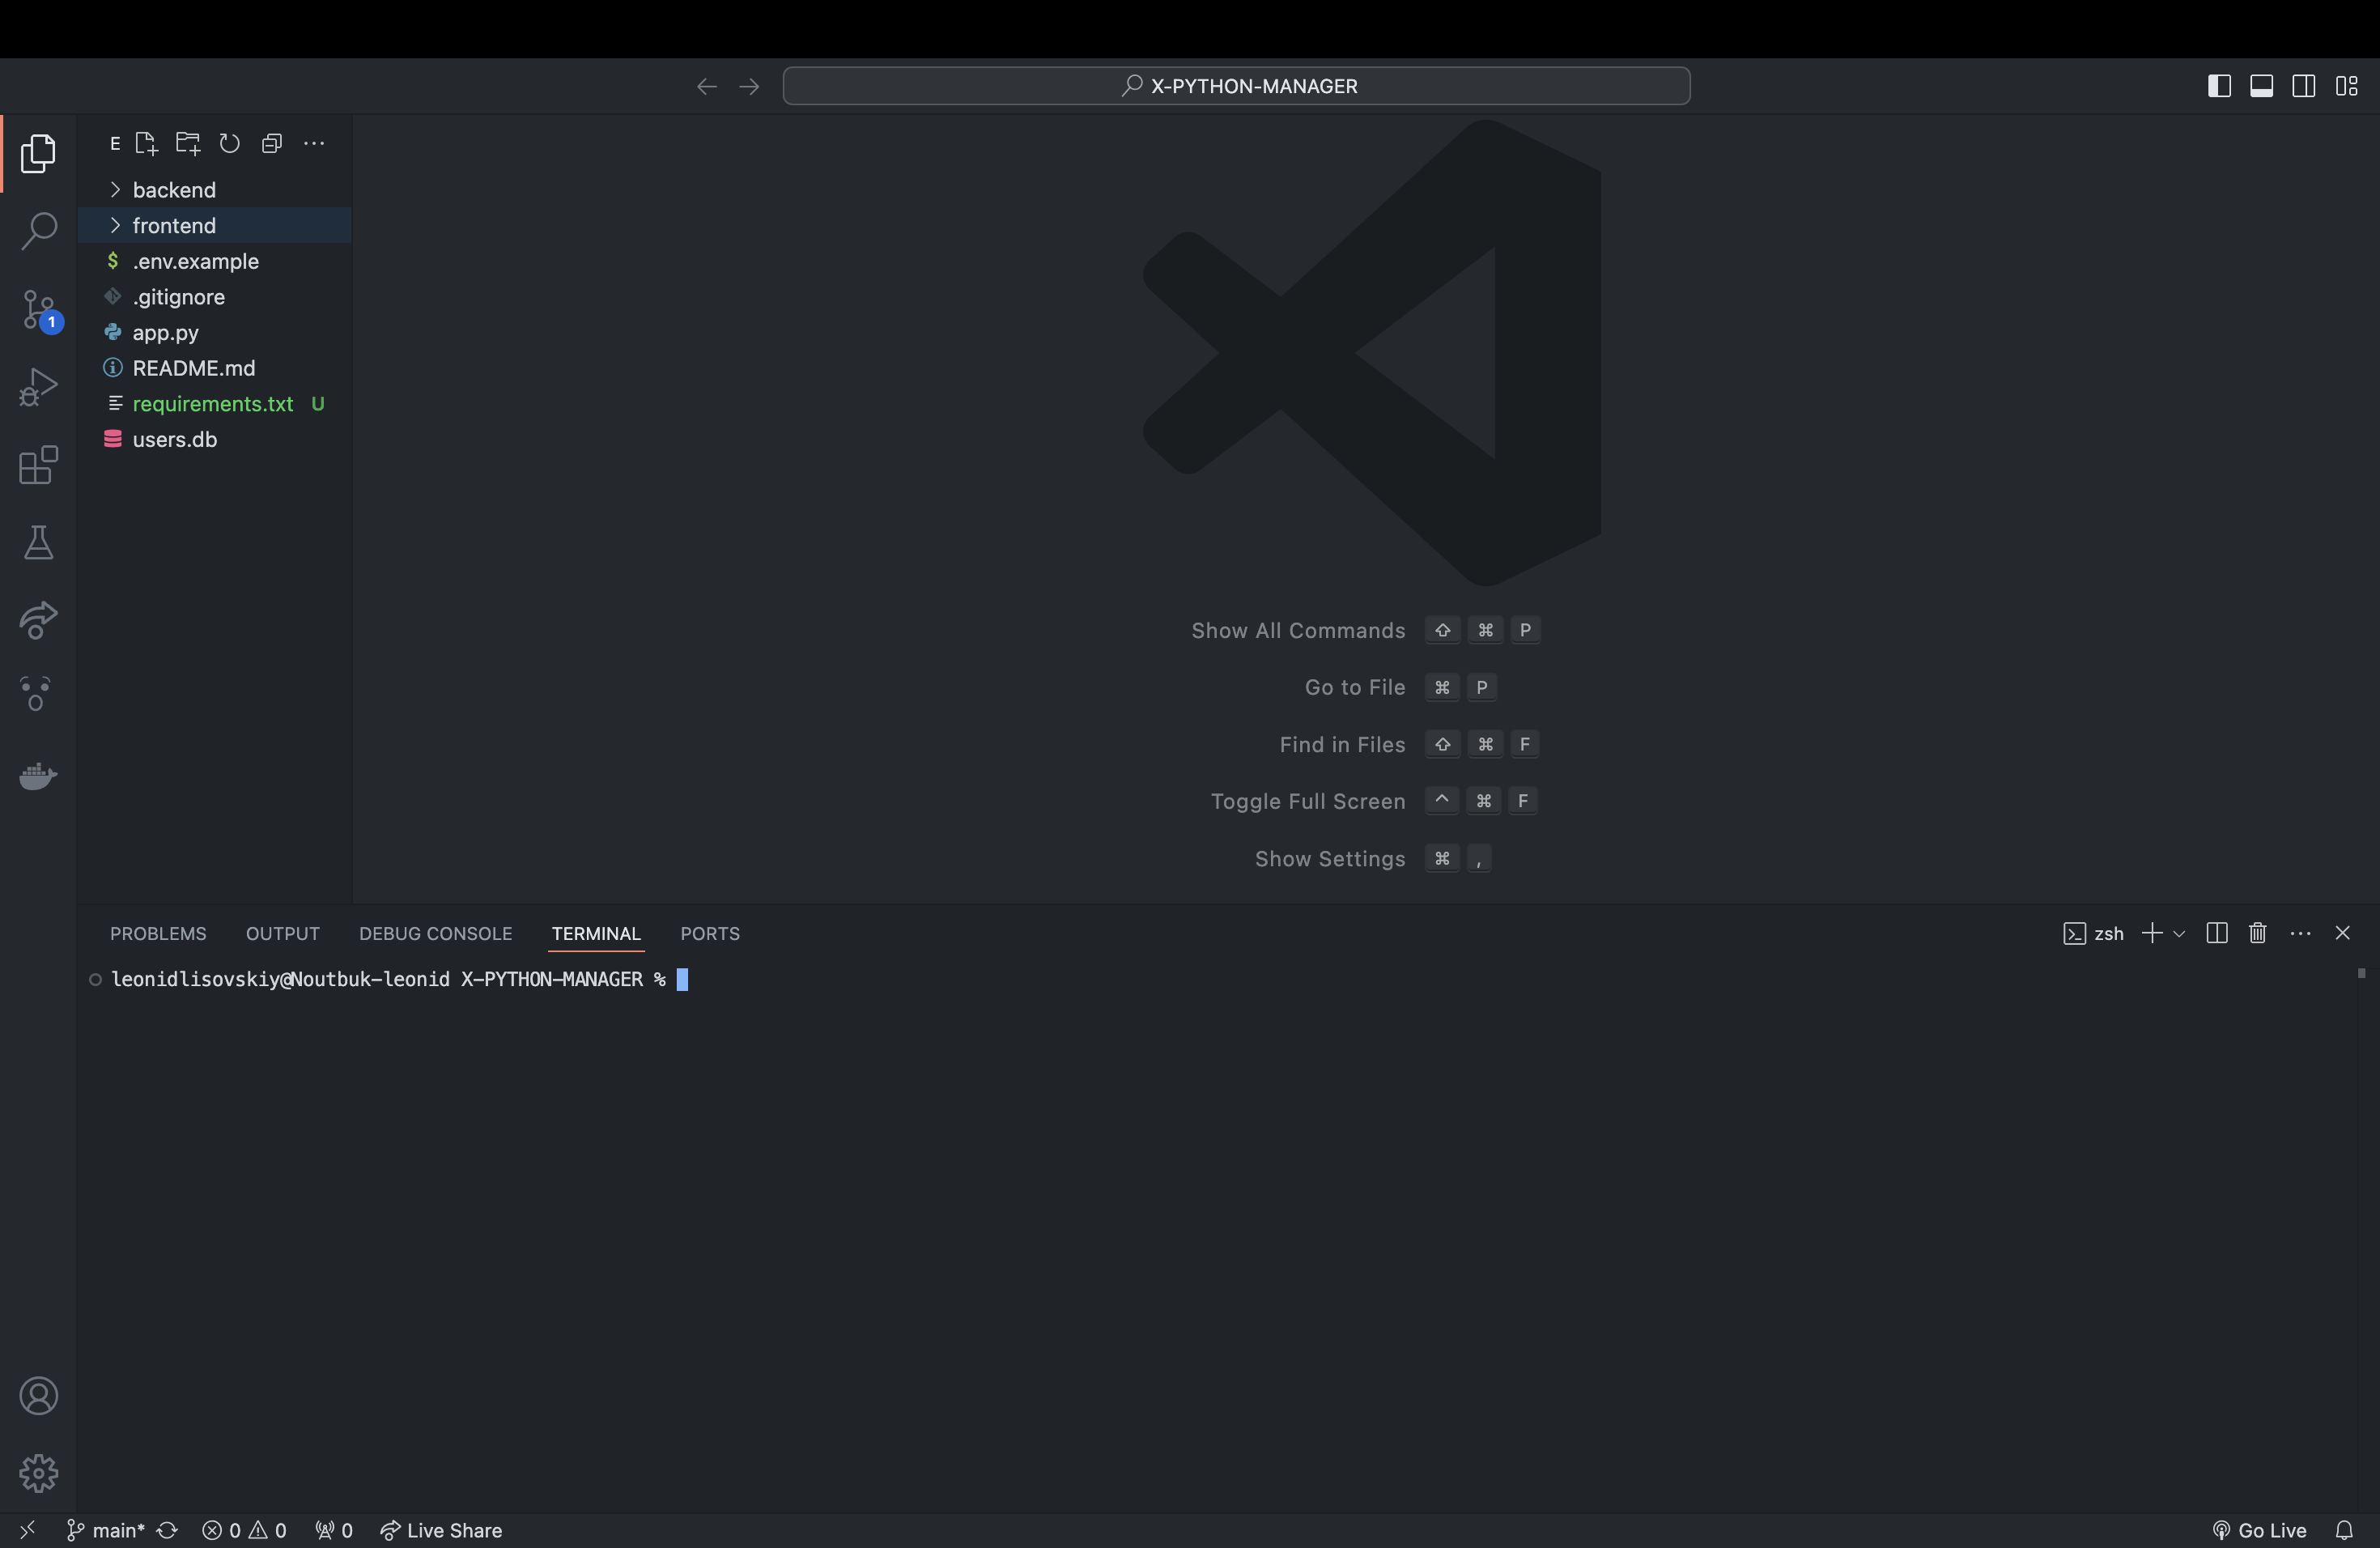 X-PYTHON-MANAGER
E
backend
frontend
.env.example
.gitignore
1
app.py
README.md
requirements.txt U
users.db
Show All Commands ⇧ ⌘ P
Go to File ⌘ P
Find in Files ⇧ ⌘ F
Toggle Full Screen ^ ⌘ F
Show Settings ⌘ ,
PROBLEMS OUTPUT DEBUG CONSOLE TERMINAL PORTS zsh
leonidlisovskiy@Noutbuk-leonid X-PYTHON-MANAGER %
main* 0 0 0 Live Share Go Live